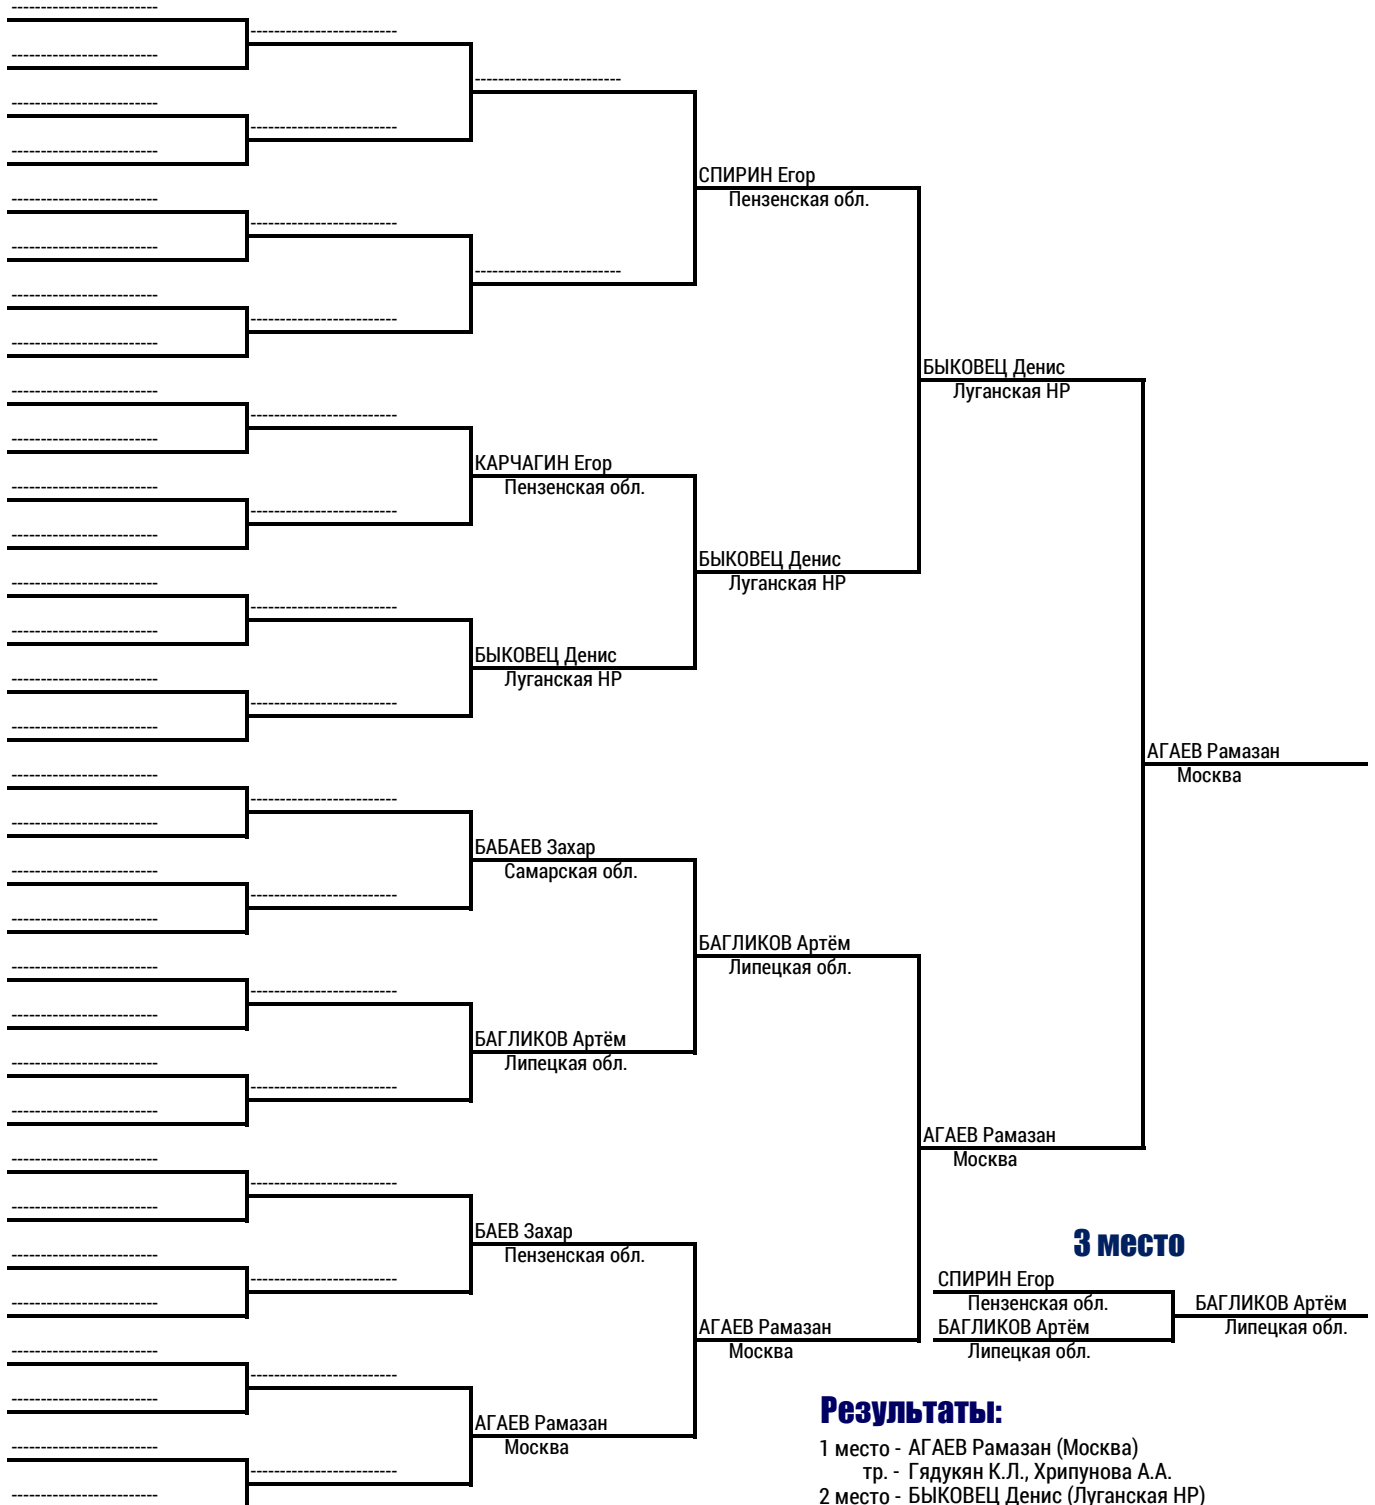 СПИРИН Егор
Пензенская обл.
БЫКОВЕЦ Денис
Луганская НР
КАРЧАГИН Егор
Пензенская обл.
БЫКОВЕЦ Денис
Луганская НР
БЫКОВЕЦ Денис
Луганская НР
АГАЕВ Рамазан
Москва
БАБАЕВ Захар
Самарская обл.
БАГЛИКОВ Артём
Липецкая обл.
БАГЛИКОВ Артём
Липецкая обл.
АГАЕВ Рамазан
Москва
БАЕВ Захар
Пензенская обл.
АГАЕВ Рамазан
Москва
АГАЕВ Рамазан
Москва
3 место
СПИРИН Егор
Пензенская обл.
БАГЛИКОВ Артём
Липецкая обл.
БАГЛИКОВ Артём
Липецкая обл.
Результаты:
1 место - АГАЕВ Рамазан (Москва)
тр. - Гядукян К.Л., Хрипунова А.А.
2 место - БЫКОВЕЦ Денис (Луганская НР)